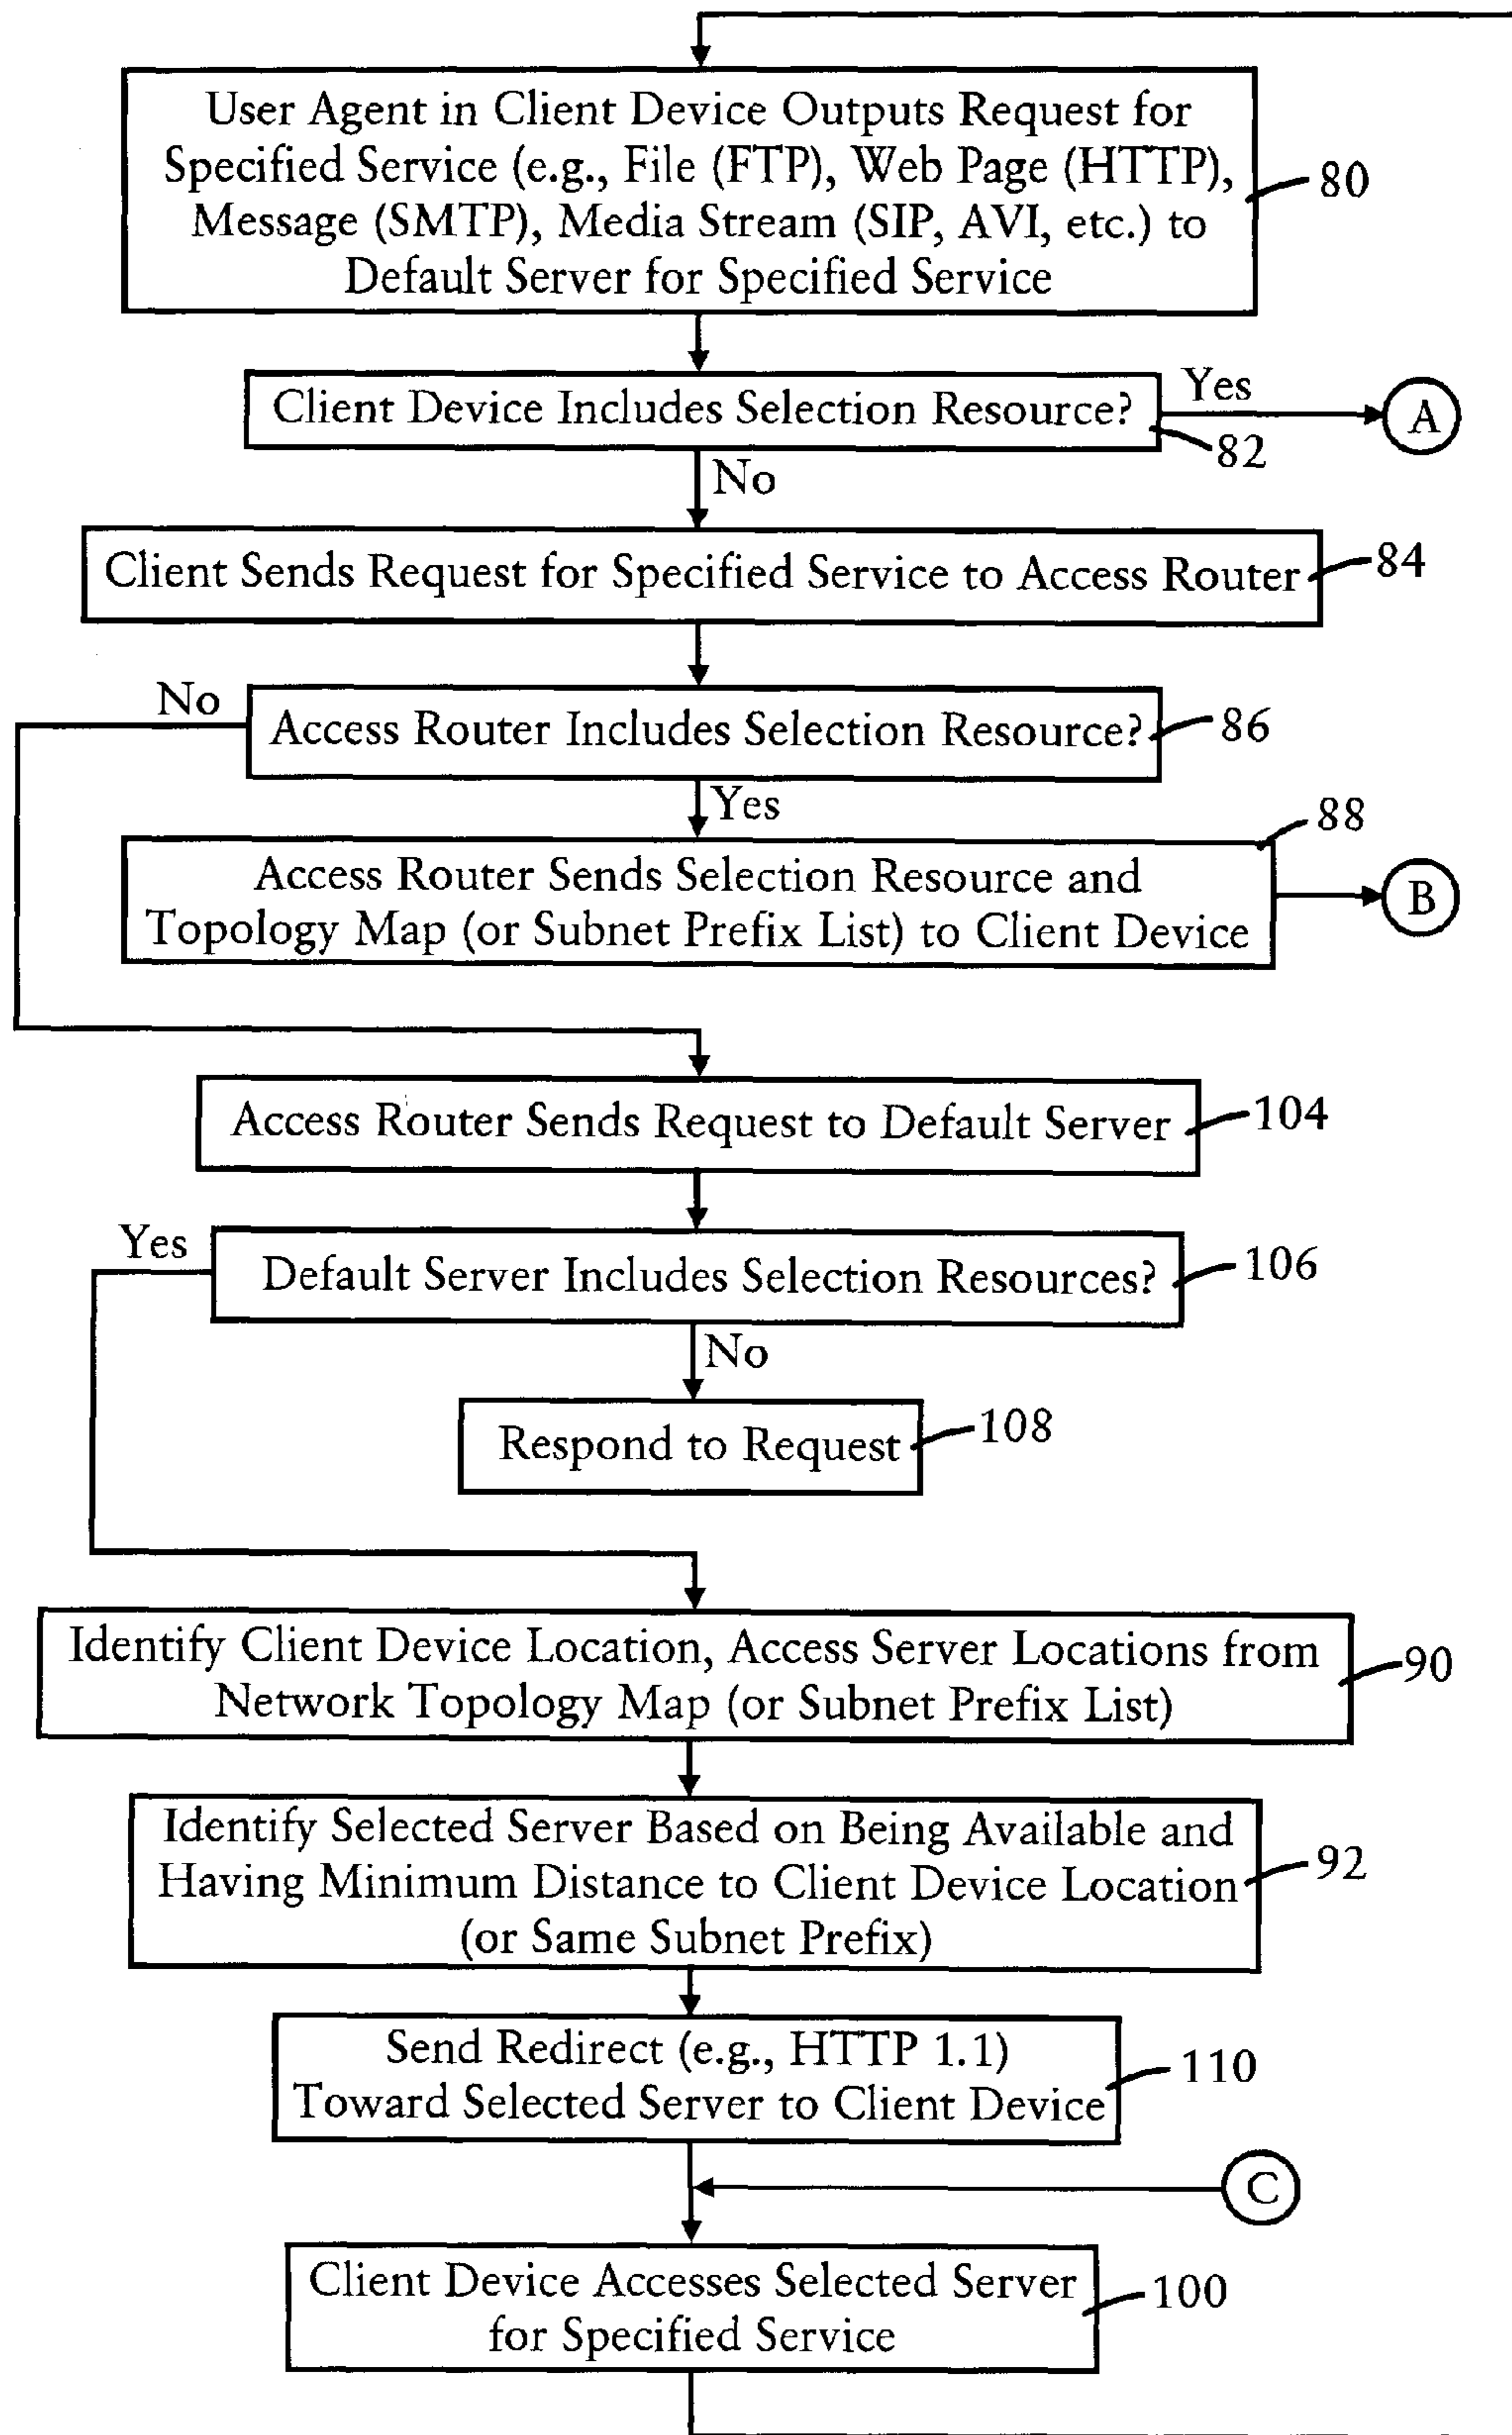 User Agent in Client Device Outputs Request for
Specified Service (e.g., File (FTP), Web Page (HTTP),
Message (SMTP), Media Stream (SIP, AVI, etc.) to
Default Server for Specified Service
80
Client Device Includes Selection Resource?
Yes
A
82
No
Client Sends Request for Specified Service to Access Router
84
No
Access Router Includes Selection Resource?
86
Yes
88
Access Router Sends Selection Resource and
Topology Map (or Subnet Prefix List) to Client Device
B
Access Router Sends Request to Default Server
104
Yes
Default Server Includes Selection Resources?
106
No
Respond to Request
108
Identify Client Device Location, Access Server Locations from
Network Topology Map (or Subnet Prefix List)
90
Identify Selected Server Based on Being Available and
Having Minimum Distance to Client Device Location
(or Same Subnet Prefix)
92
Send Redirect (e.g., HTTP 1.1)
Toward Selected Server to Client Device
110
C
Client Device Accesses Selected Server
for Specified Service
100